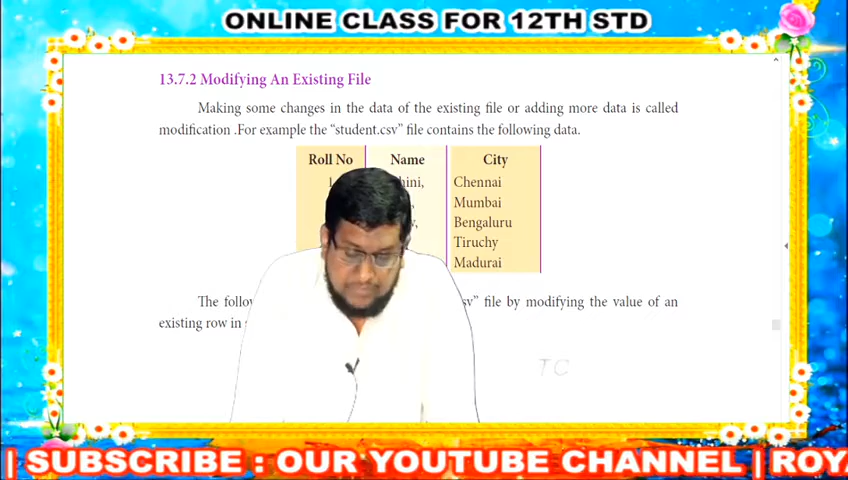 ONLINE CLASS FOR 12TH STD
13.7.2 Modifying An Existing File
Making some changes in the data of the existing file or adding more data is called
modification .For example the "student.csv" file contains the following data.
Roll No Name City
Chennai
Mumbai
Bengaluru
Tiruchy
Madurai
The file by modifying the value of an
existing row in
TC
| SUBSCRIBE : OUR YOUTUBE CHANNEL |